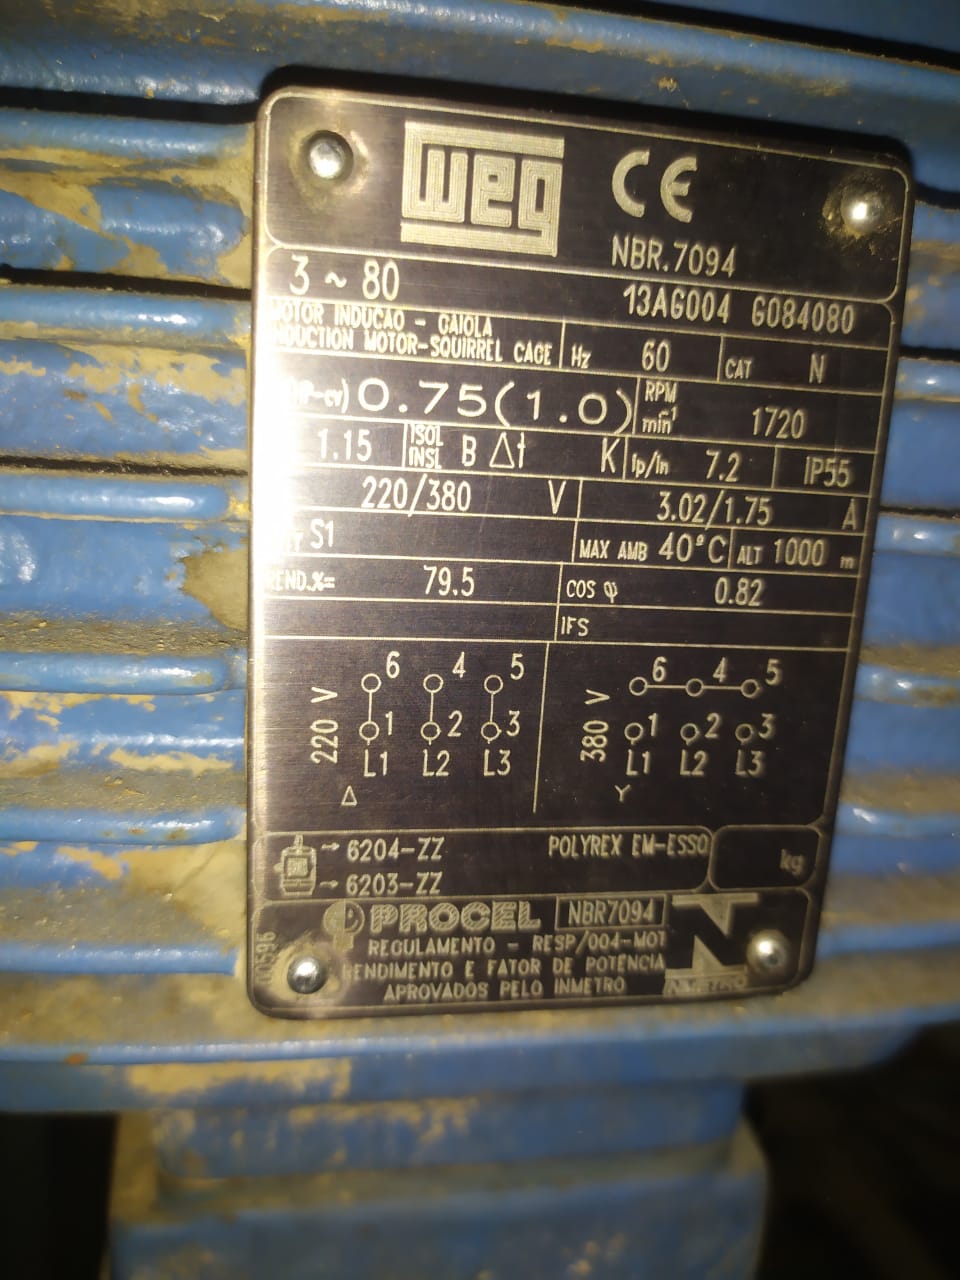 weg CE
NBR.7094
3 ~ 80 13AG004 G084080
MOTOR INDUCAO - GAIOLA
INDUCTION MOTOR-SQUIRREL CAGE Hz 60 CAT N
(HP-cv) 0.75(1.0) RPM min-1 1720
1.15 ISOL INSL B Δt K Ip/In 7.2 IP55
220/380 V 3.02/1.75 A
S1 MAX AMB 40°C ALT 1000 m
REND.%= 79.5 COS φ 0.82
IFS
6 4 5 6 4 5
220 V 1 2 3 380 V 1 2 3
L1 L2 L3 L1 L2 L3
Δ Y
6204-ZZ POLYREX EM-ESSO kg
6203-ZZ
PROCEL NBR7094
REGULAMENTO - RESP/004-MOT
RENDIMENTO E FATOR DE POTENCIA
APROVADOS PELO INMETRO INMETRO